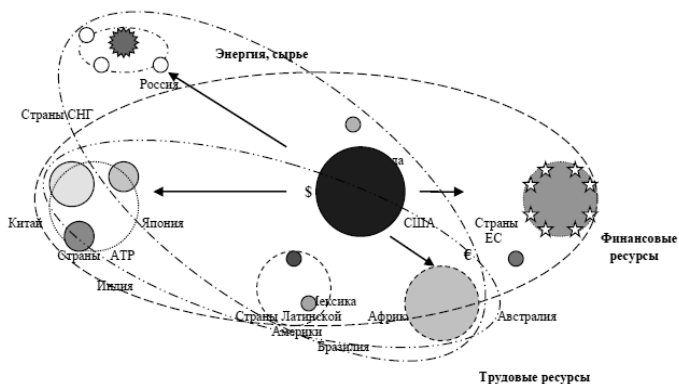 Энергия, сырье
Россия
Страны СНГ
$
США
Страны
ЕС
Китай
Япония
Финансовые
ресурсы
Страны АТР
€
Индия
Мексика
Страны Латинской
Америки
Австралия
Бразилия
Трудовые ресурсы